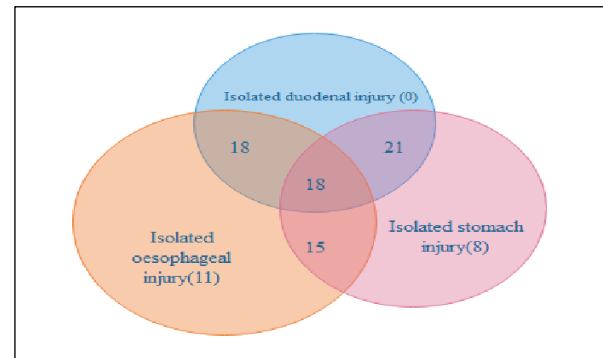 Isolated duodenal injury (0)
18
21
18
Isolated
oesophageal
injury(11)
15
Isolated stomach
injury(8)